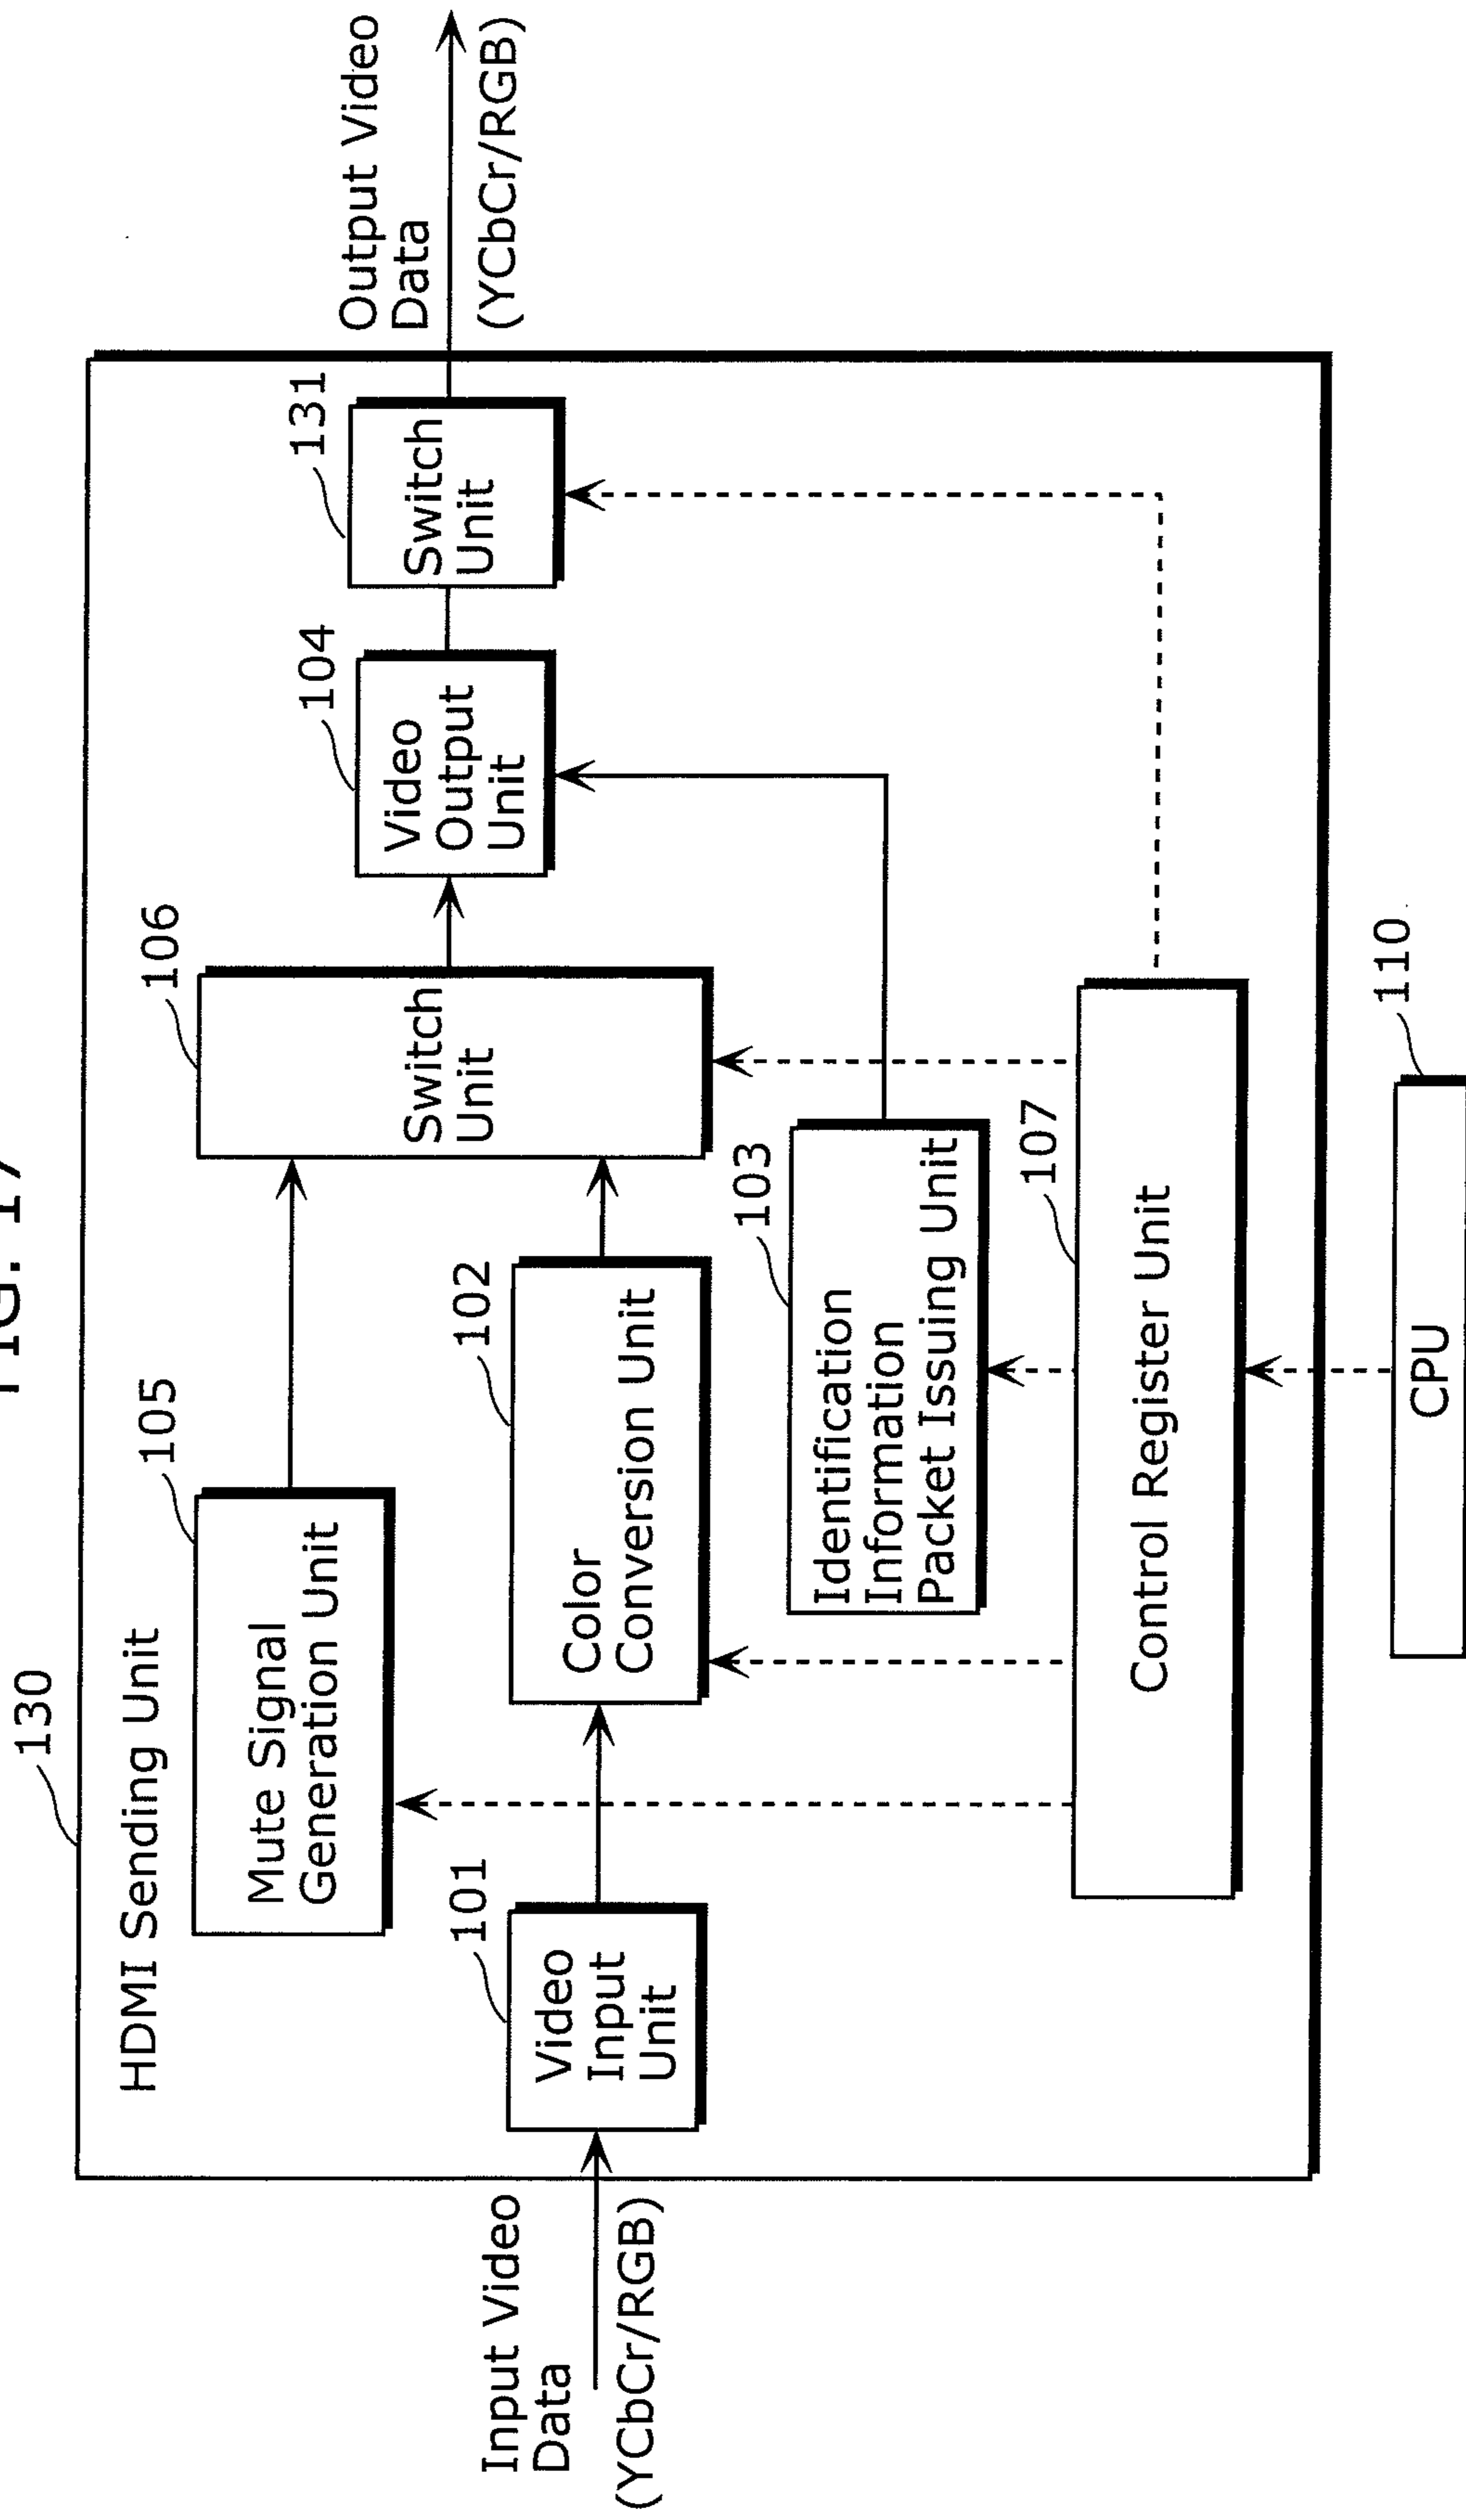 FIG. 17
130
HDMI Sending Unit
105
Mute Signal
Generation Unit
106
Switch
Unit
104
Video
Output
Unit
131
Switch
Unit
Output Video
Data
(YCbCr/RGB)
Input Video
Data
(YCbCr/RGB)
101
Video
Input
Unit
102
Color
Conversion Unit
103
Identification
Information
Packet Issuing Unit
107
Control Register Unit
110
CPU